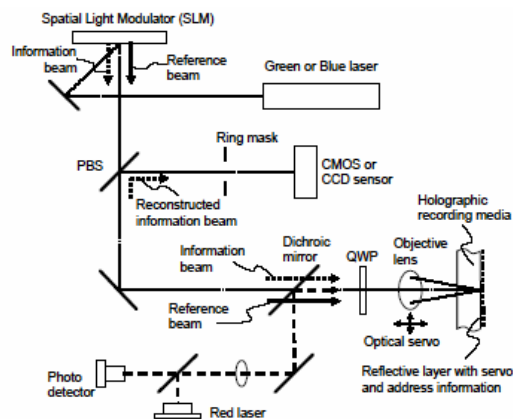 Spatial Light Modulator (SLM)
Information
beam
Reference
beam
Green or Blue laser
Ring mask
PBS
CMOS or
CCD sensor
Reconstructed
information beam
Holographic
recording media
Information
beam
Dichroic
mirror
QWP
Objective
lens
Reference
beam
Optical servo
Photo
detector
Reflective layer with servo
and address information
Red laser